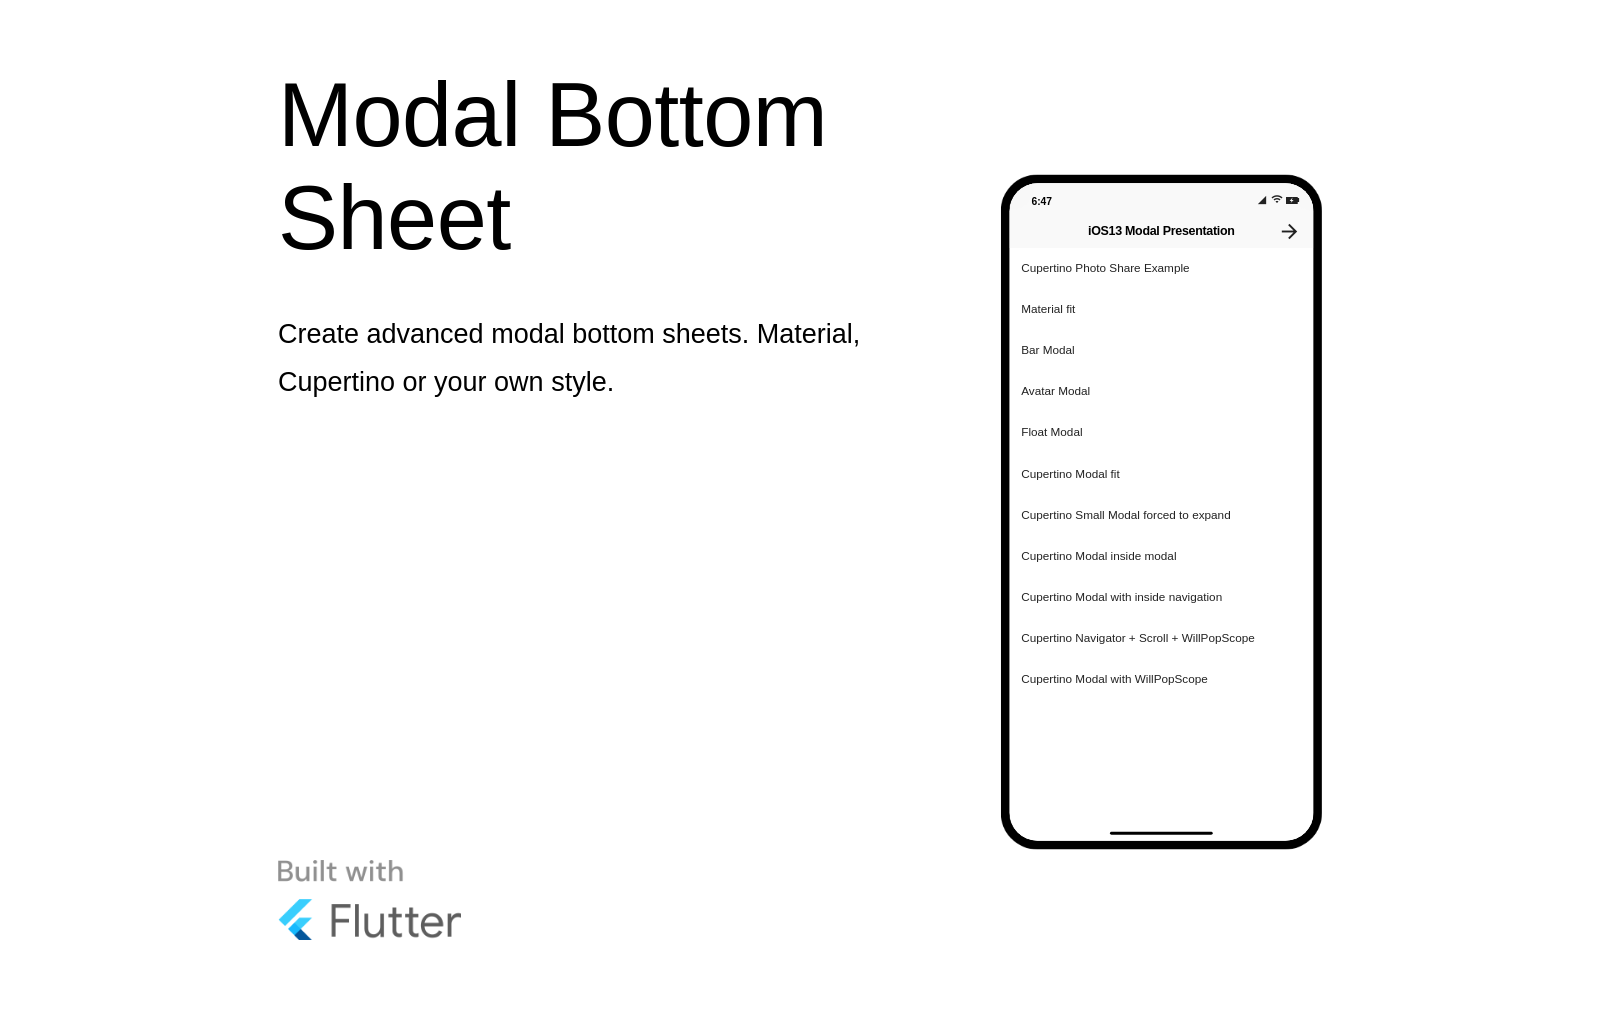 Modal Bottom
Sheet
Create advanced modal bottom sheets. Material,
Cupertino or your own style.
Built with
Flutter
6:47
iOS13 Modal Presentation
Cupertino Photo Share Example
Material fit
Bar Modal
Avatar Modal
Float Modal
Cupertino Modal fit
Cupertino Small Modal forced to expand
Cupertino Modal inside modal
Cupertino Modal with inside navigation
Cupertino Navigator + Scroll + WillPopScope
Cupertino Modal with WillPopScope